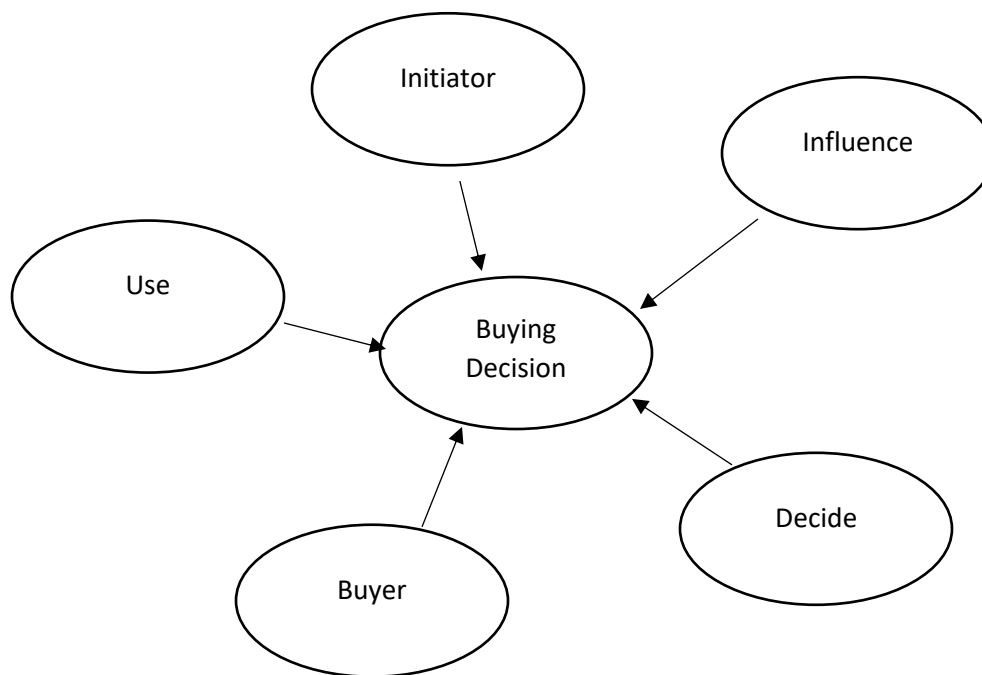 Initiator
Influence
Use
Buying
Decision
Decide
Buyer